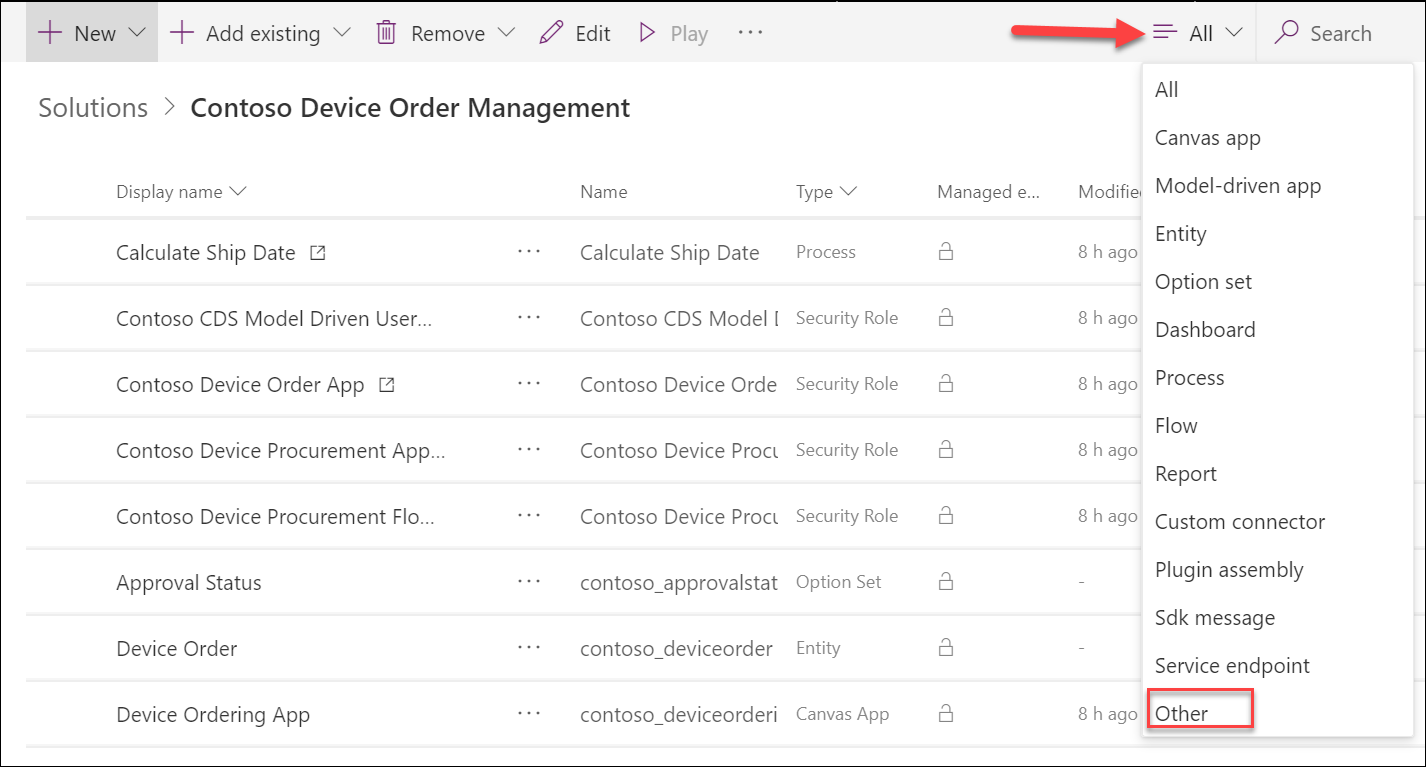 New Add existing Remove Edit Play ··· All Search
Solutions > Contoso Device Order Management
Display name Name Type Managed e... Modifie
Calculate Ship Date ··· Calculate Ship Date Process 8 h ago
Contoso CDS Model Driven User... ··· Contoso CDS Model Security Role 8 h ago
Contoso Device Order App ··· Contoso Device Orde Security Role 8 h ago
Contoso Device Procurement App... ··· Contoso Device Procu Security Role 8 h ago
Contoso Device Procurement Flo... ··· Contoso Device Procu Security Role 8 h ago
Approval Status ··· contoso_approvalstat Option Set -
Device Order ··· contoso_deviceorder Entity -
Device Ordering App ··· contoso_deviceorderi Canvas App 8 h ago
All
Canvas app
Model-driven app
Entity
Option set
Dashboard
Process
Flow
Report
Custom connector
Plugin assembly
Sdk message
Service endpoint
Other